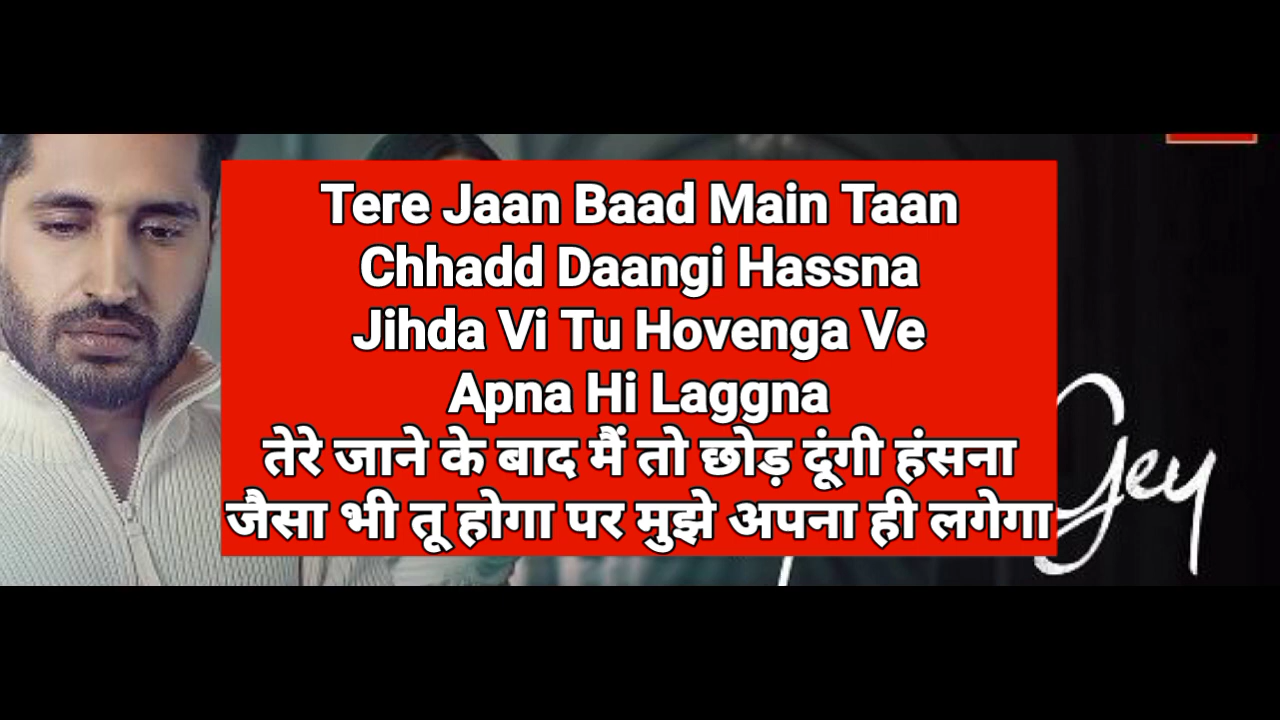 Tere Jaan Baad Main Taan
Chhadd Daangi Hassna
Jihda Vi Tu Hovenga Ve
Apna Hi Laggna
तेरे जाने के बाद मैं तो छोड़ दूंगी हंसना
जैसा भी तू होगा पर मुझे अपना ही लगेगा
Gey